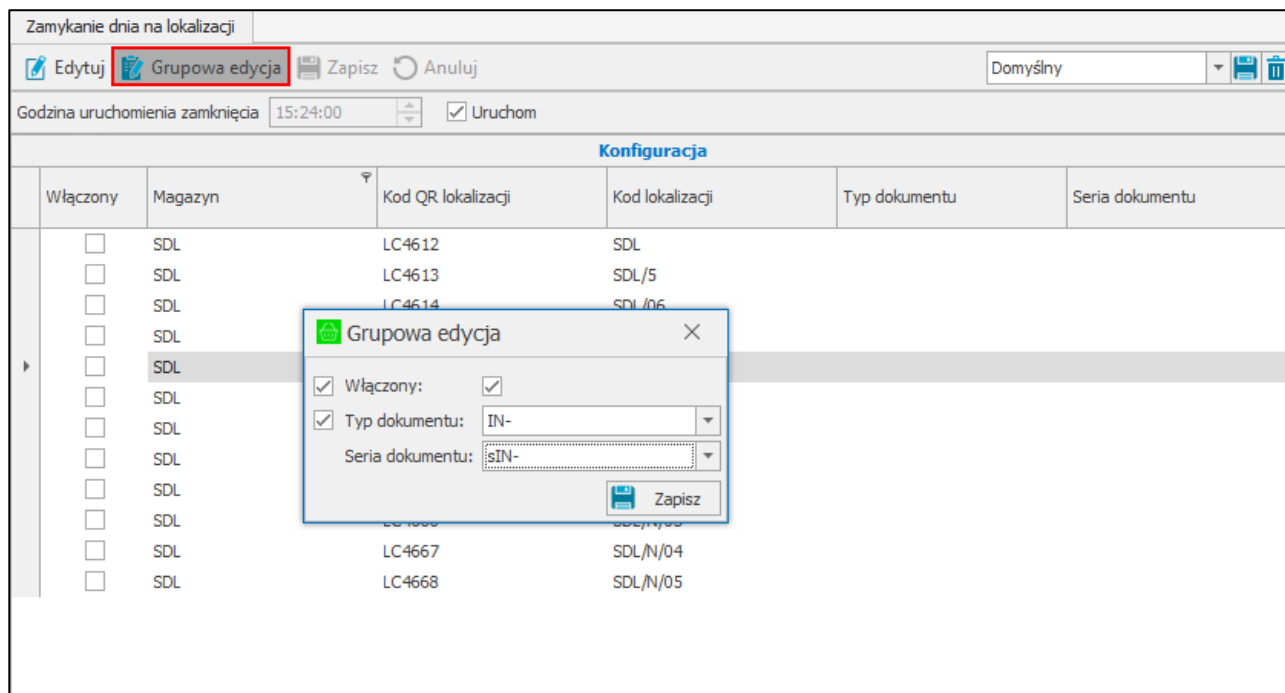 Zamykanie dnia na lokalizacji
Edytuj Grupowa edycja Zapisz Anuluj Domyślny
Godzina uruchomienia zamknięcia 15:24:00 Uruchom
Konfiguracja
Włączony Magazyn Kod QR lokalizacji Kod lokalizacji Typ dokumentu Seria dokumentu
SDL LC4612 SDL
SDL LC4613 SDL/5
SDL LC4614 SDL/06
SDL
SDL
SDL
SDL
SDL
SDL
SDL
SDL LC4667 SDL/N/04
SDL LC4668 SDL/N/05
Grupowa edycja
Włączony:
Typ dokumentu: IN-
Seria dokumentu: sIN-
Zapisz